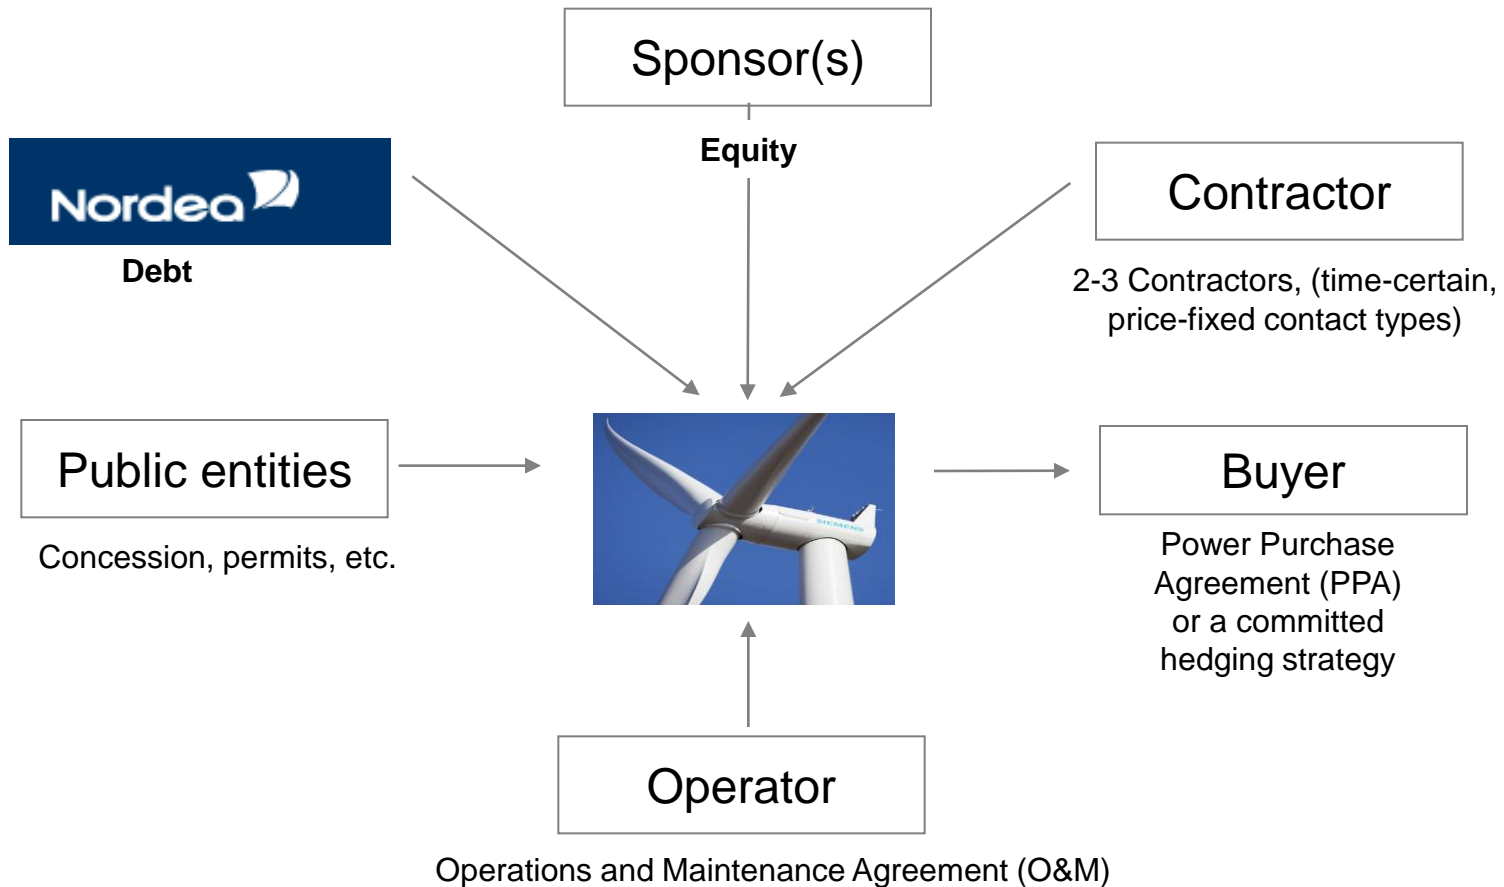 Sponsor(s)
Equity
Nordea
Debt
Contractor
2-3 Contractors, (time-certain,
price-fixed contact types)
Public entities
Concession, permits, etc.
SIEMENS
Buyer
Power Purchase
Agreement (PPA)
or a committed
hedging strategy
Operator
Operations and Maintenance Agreement (O&M)